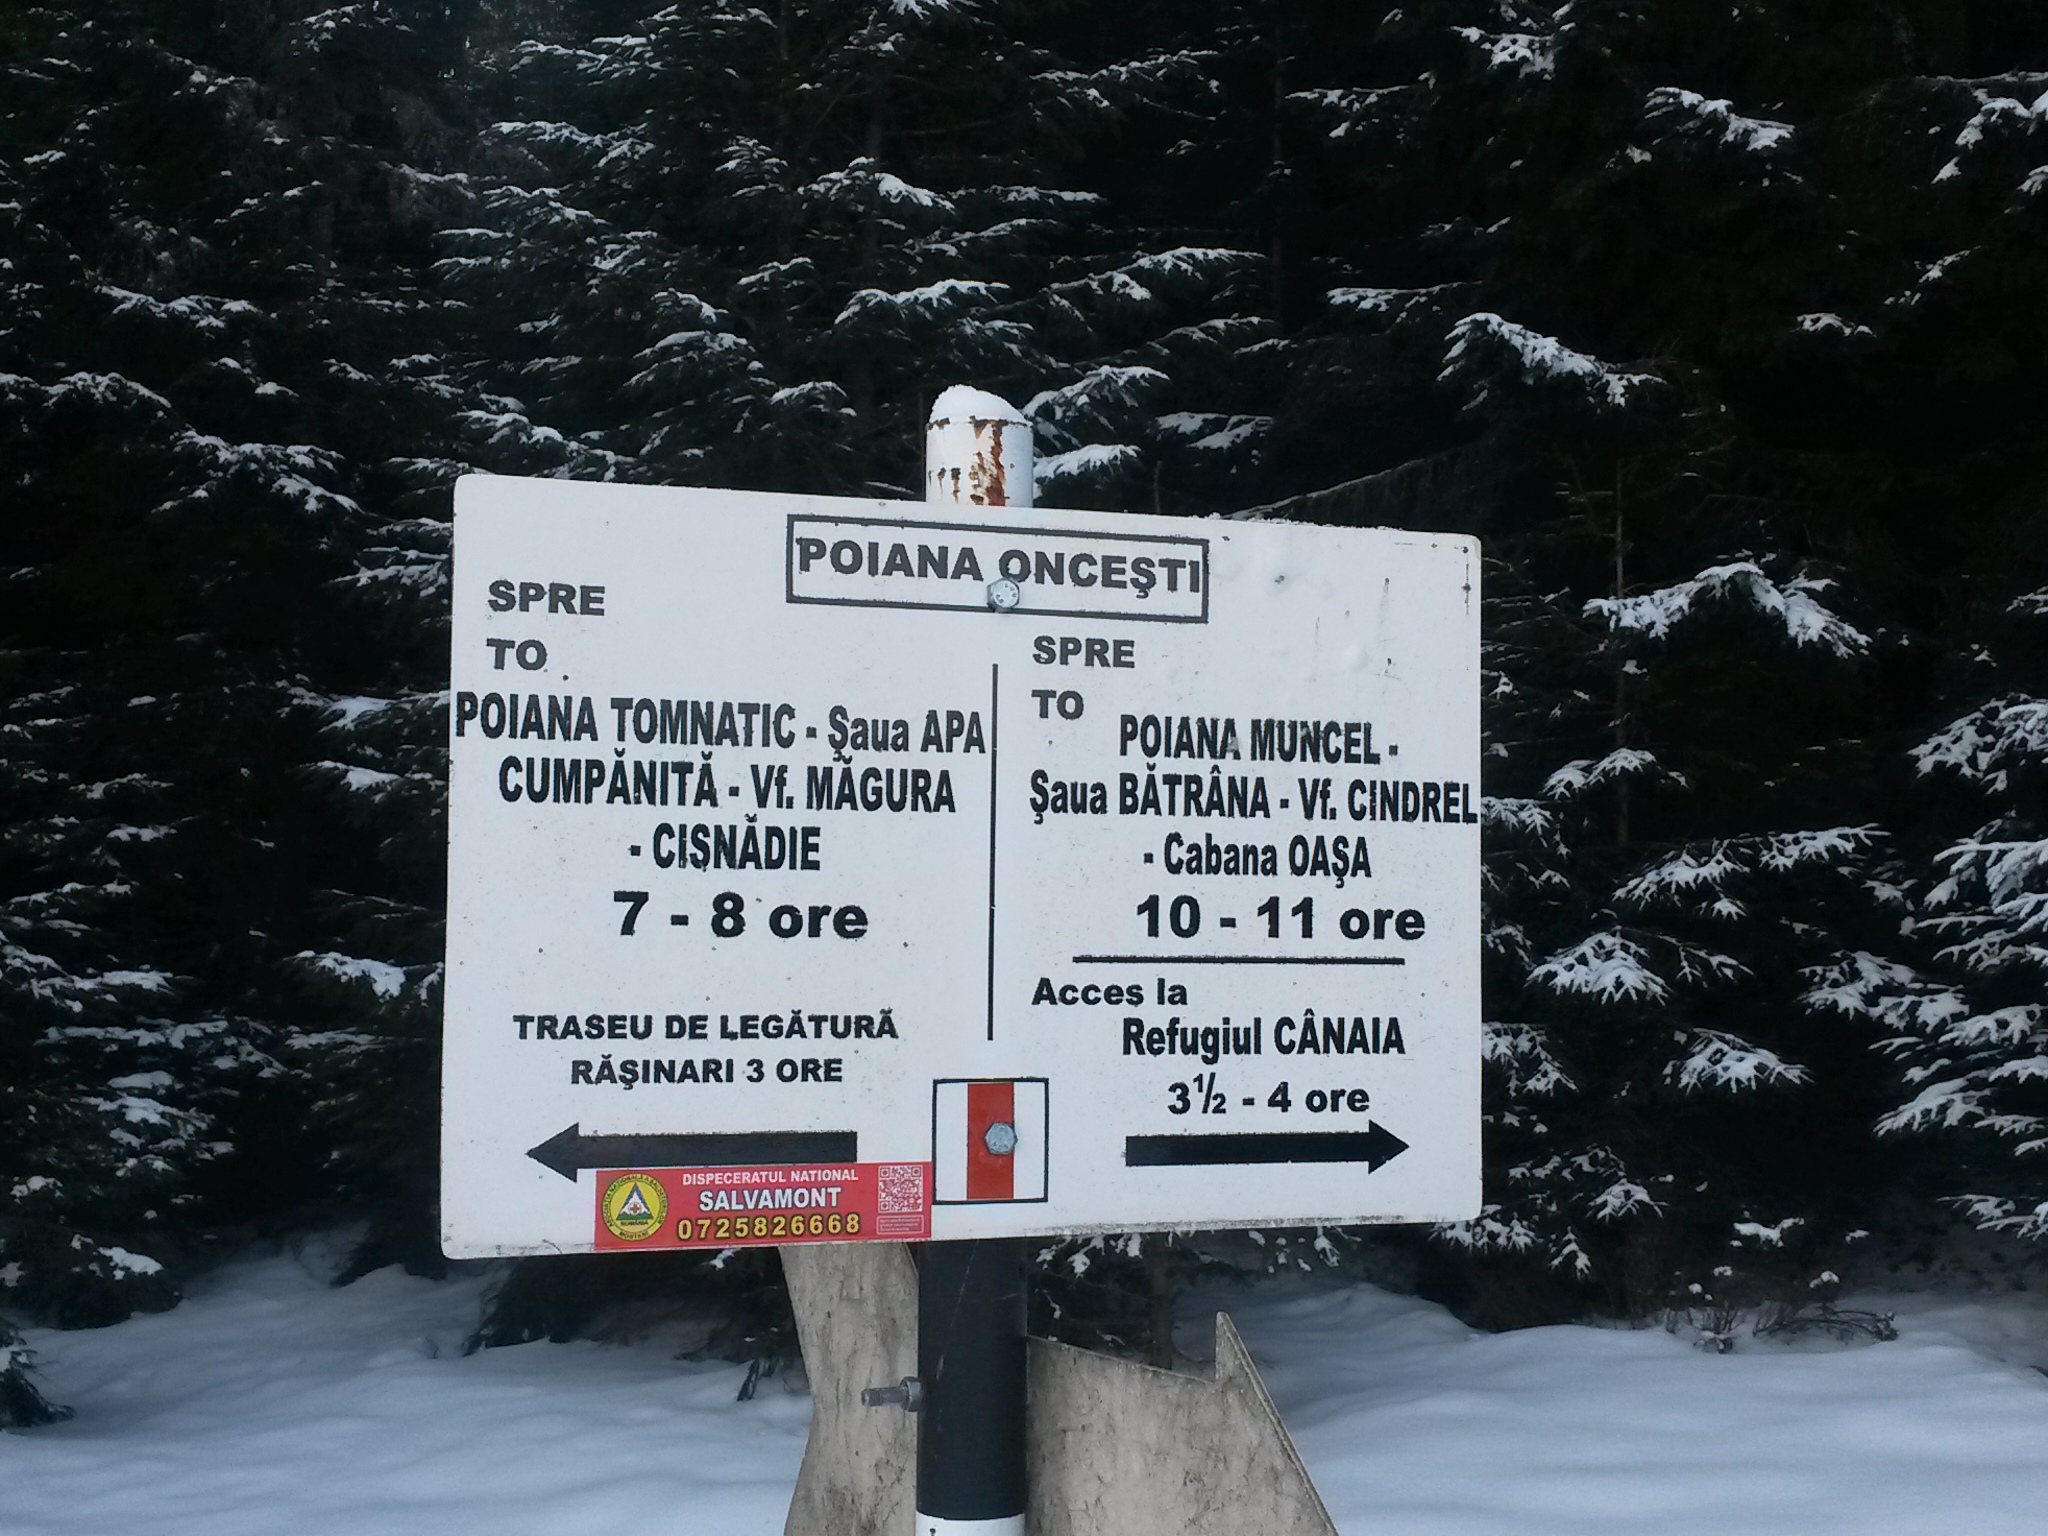 POIANA ONCEŞTI
SPRE
TO
POIANA TOMNATIC - Şaua APA
CUMPĂNITĂ - Vf. MĂGURA
- CISNĂDIE
7 - 8 ore
TRASEU DE LEGĂTURĂ
RĂŞINARI 3 ORE
SPRE
TO
POIANA MUNCEL -
Şaua BĂTRÂNA - Vf. CINDREL
- Cabana OAŞA
10 - 11 ore
Acces la
Refugiul CÂNAIA
3½ - 4 ore
DISPECERATUL NATIONAL
SALVAMONT
0725826668
ROMÂNIA